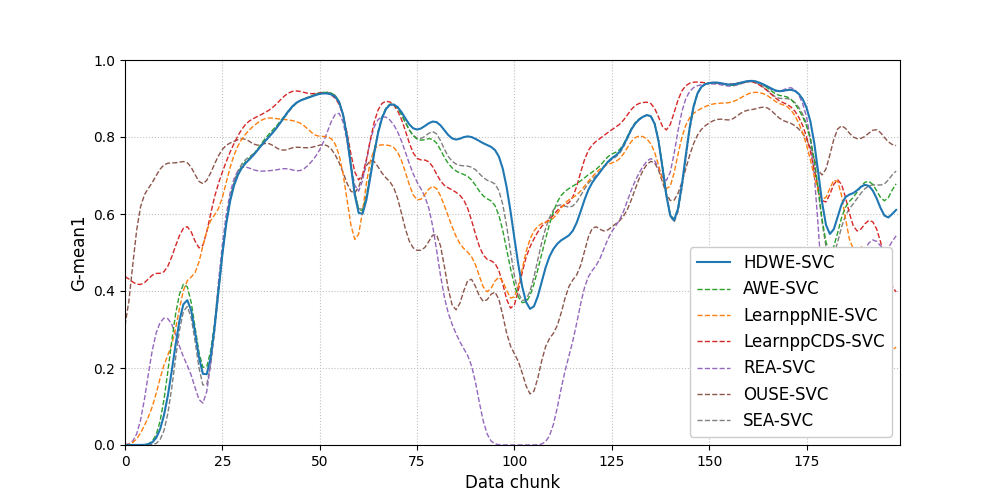 1.0
0.8
0.6
0.4
0.2
0.0
G-mean1
0 25 50 75 100 125 150 175
Data chunk
HDWE-SVC
AWE-SVC
LearnppNIE-SVC
LearnppCDS-SVC
REA-SVC
OUSE-SVC
SEA-SVC